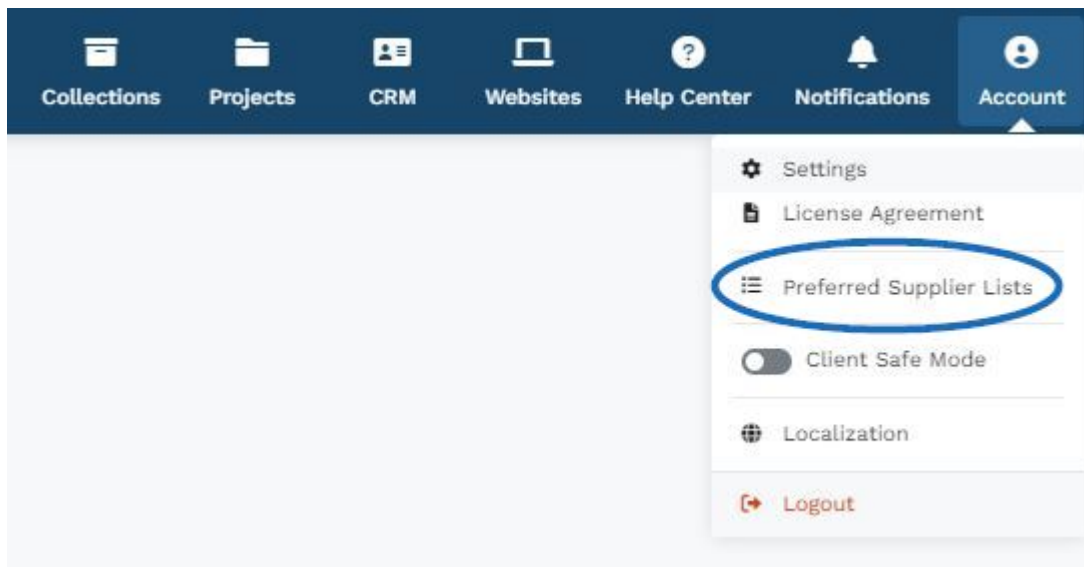 Collections Projects CRM Websites Help Center Notifications Account
Settings
License Agreement
Preferred Supplier Lists
Client Safe Mode
Localization
Logout